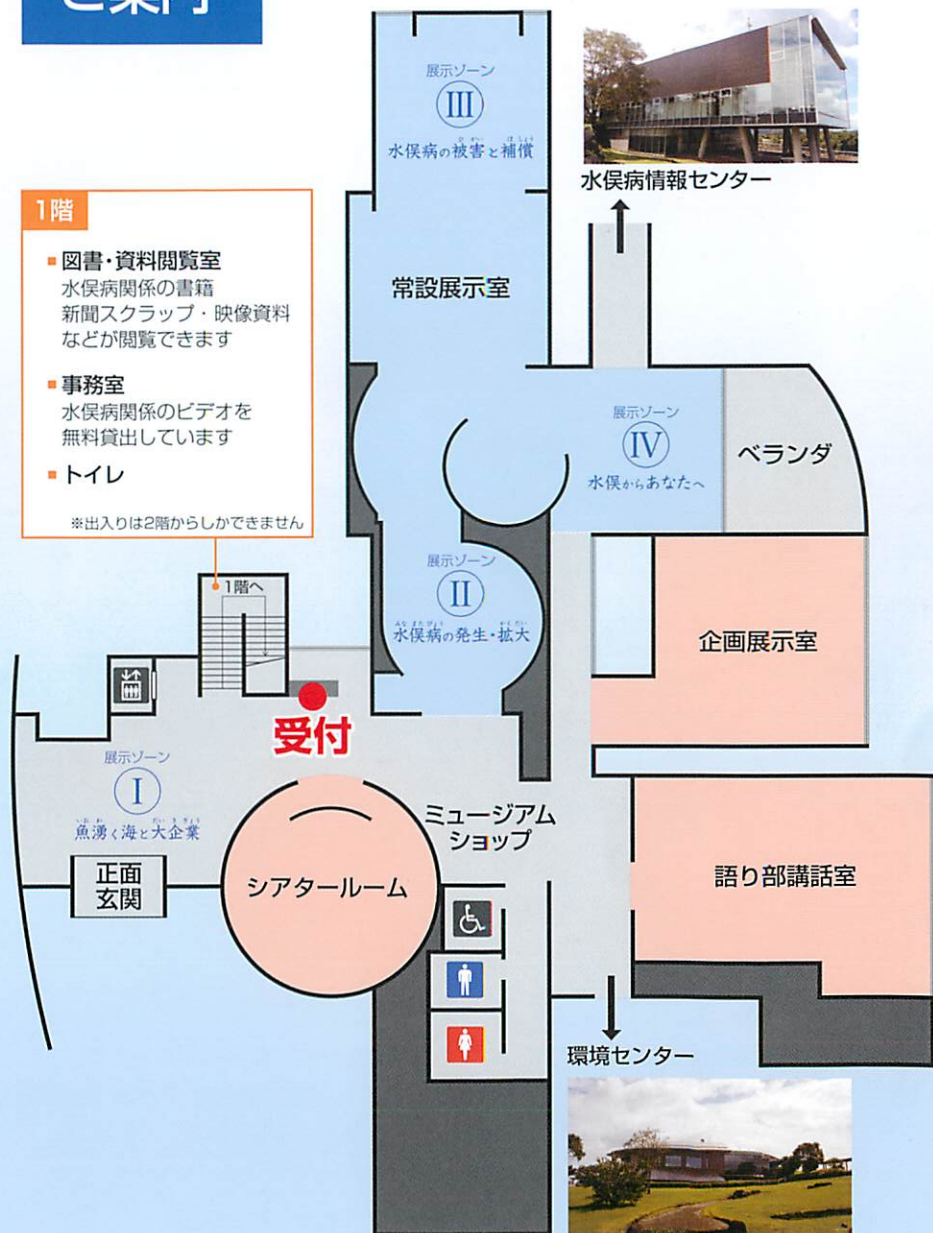 ご案内
展示ゾーン
III
水俣病の被害と補償
水俣病情報センター
1階
図書・資料閲覧室
水俣病関係の書籍
新聞スクラップ・映像資料
などが閲覧できます
事務室
水俣病関係のビデオを
無料貸出しています
トイレ
※出入りは2階からしかできません
常設展示室
展示ゾーン
IV
水俣からあなたへ
ベランダ
展示ゾーン
II
水俣病の発生・拡大
1階へ
企画展示室
受付
展示ゾーン
I
魚湧く海と大企業
正面
玄関
シアタールーム
ミュージアム
ショップ
語り部講話室
環境センター